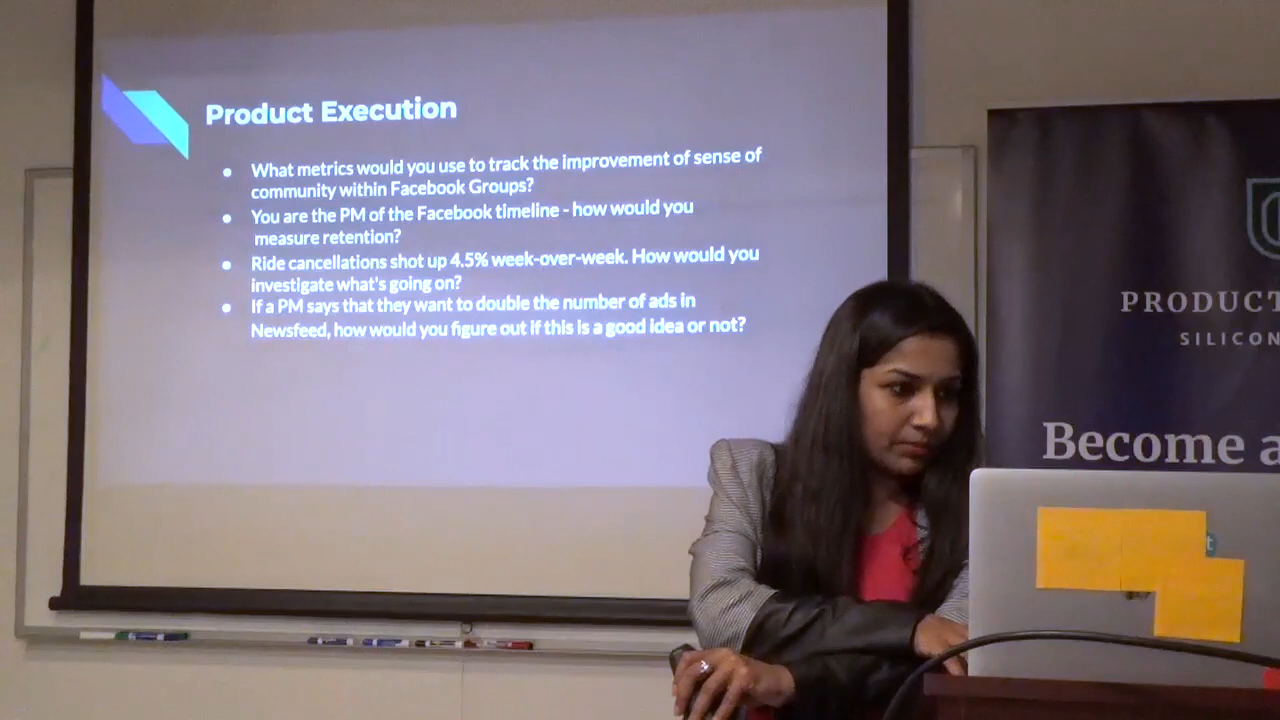 Product Execution
What metrics would you use to track the improvement of sense of
community within Facebook Groups?
You are the PM of the Facebook timeline - how would you
measure retention?
Ride cancellations shot up 4.5% week-over-week. How would you
investigate what's going on?
If a PM says that they want to double the number of ads in
Newsfeed, how would you figure out if this is a good idea or not?
PRODUCT
SILICON
Become a
t